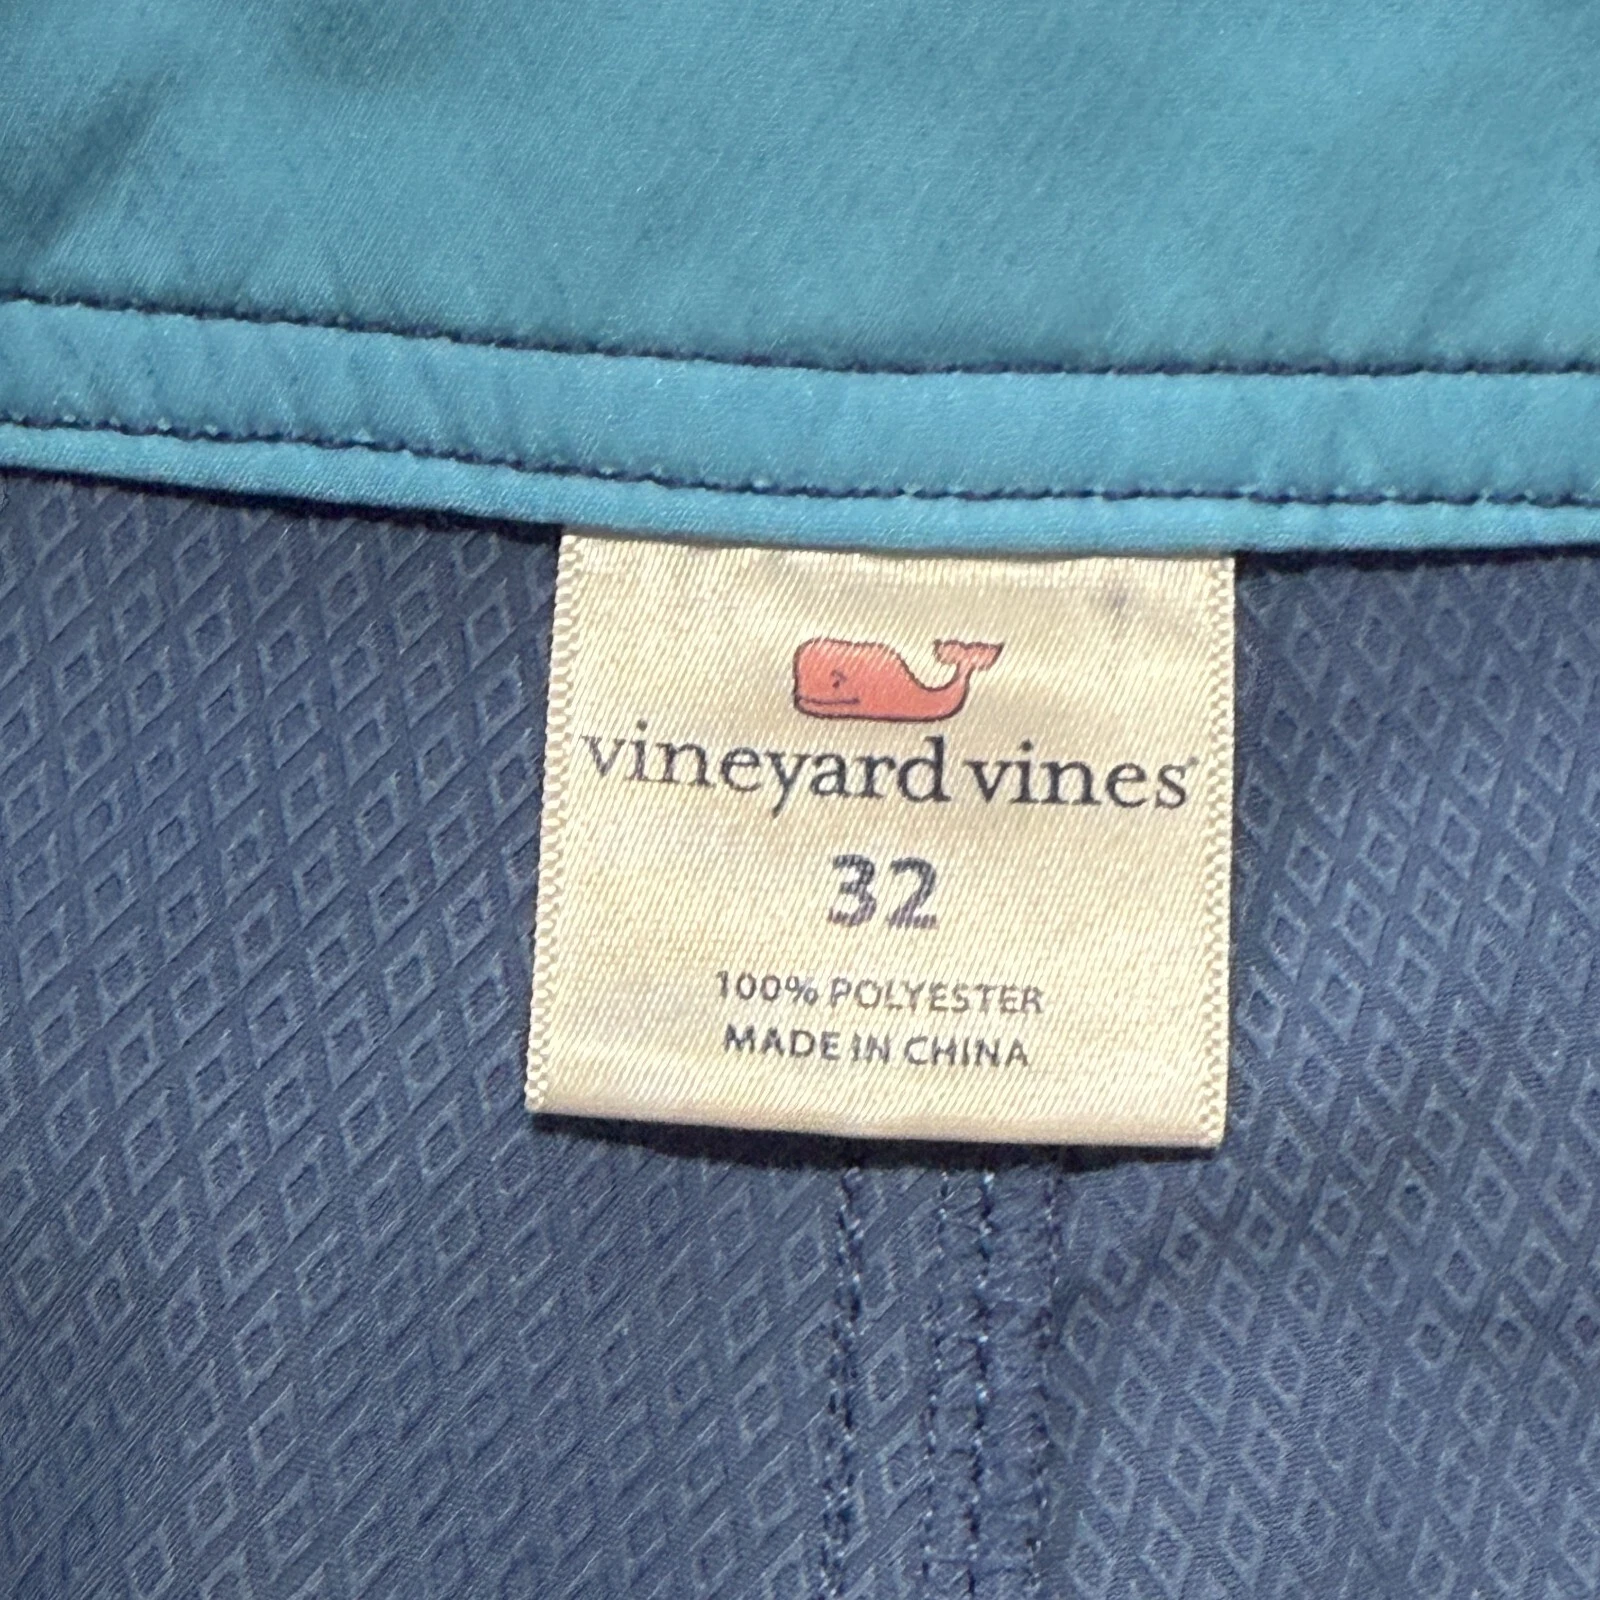 vineyard vines
32
100% POLYESTER
MADE IN CHINA